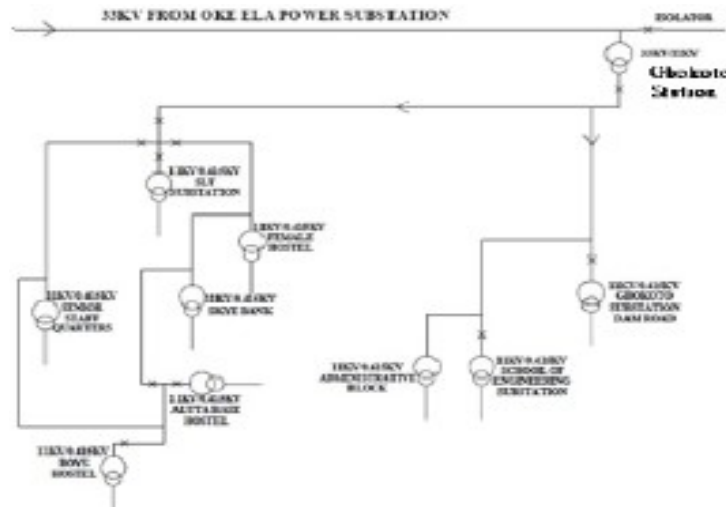 33KV FROM OKE ELA POWER SUBSTATION
ISOLATOR
33KV/11KV
Gbokoto
Station
11KV/0.415KV
SLT
SUBSTATION
11KV/0.415KV
FEMALE
HOSTEL
11KV/0.415KV
SENIOR
STAFF
QUARTERS
11KV/0.415KV
SKYE BANK
11KV/0.415KV
GBOKOTO
SUBSTATION
DAM ROAD
11KV/0.415KV
ADMINISTRATIVE
BLOCK
11KV/0.415KV
SCHOOL OF
ENGINEERING
SUBSTATION
11KV/0.415KV
HOSTEL
11KV/0.415KV
BOYS
HOSTEL